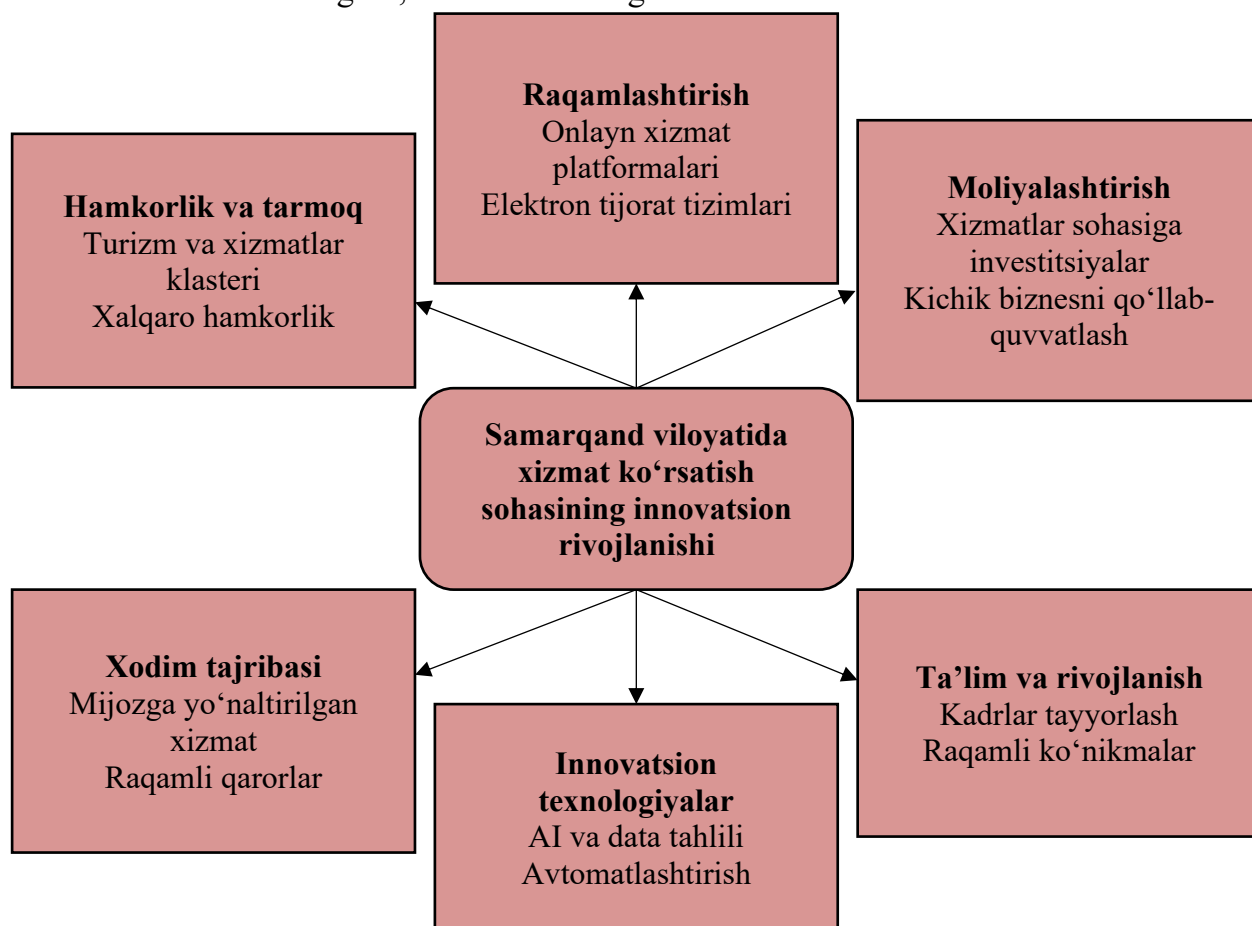 Raqamlashtirish
Onlayn xizmat
platformalari
Elektron tijorat tizimlari
Hamkorlik va tarmoq
Turizm va xizmatlar
klasteri
Xalqaro hamkorlik
Moliyalashtirish
Xizmatlar sohasiga
investitsiyalar
Kichik biznesni qo‘llab-
quvvatlash
Samarqand viloyatida
xizmat ko‘rsatish
sohasining innovatsion
rivojlanishi
Xodim tajribasi
Mijozga yo‘naltirilgan
xizmat
Raqamli qarorlar
Innovatsion
texnologiyalar
AI va data tahlili
Avtomatlashtirish
Ta’lim va rivojlanish
Kadrlar tayyorlash
Raqamli ko‘nikmalar